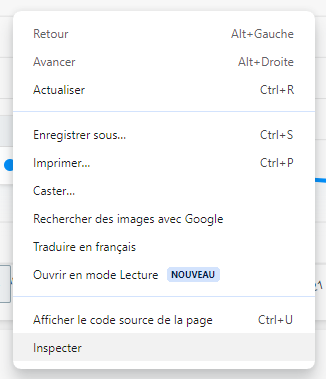 Retour Alt+Gauche
Avancer Alt+Droite
Actualiser Ctrl+R
Enregistrer sous... Ctrl+S
Imprimer... Ctrl+P
Caster...
Rechercher des images avec Google
Traduire en français
Ouvrir en mode Lecture NOUVEAU
Afficher le code source de la page Ctrl+U
Inspecter